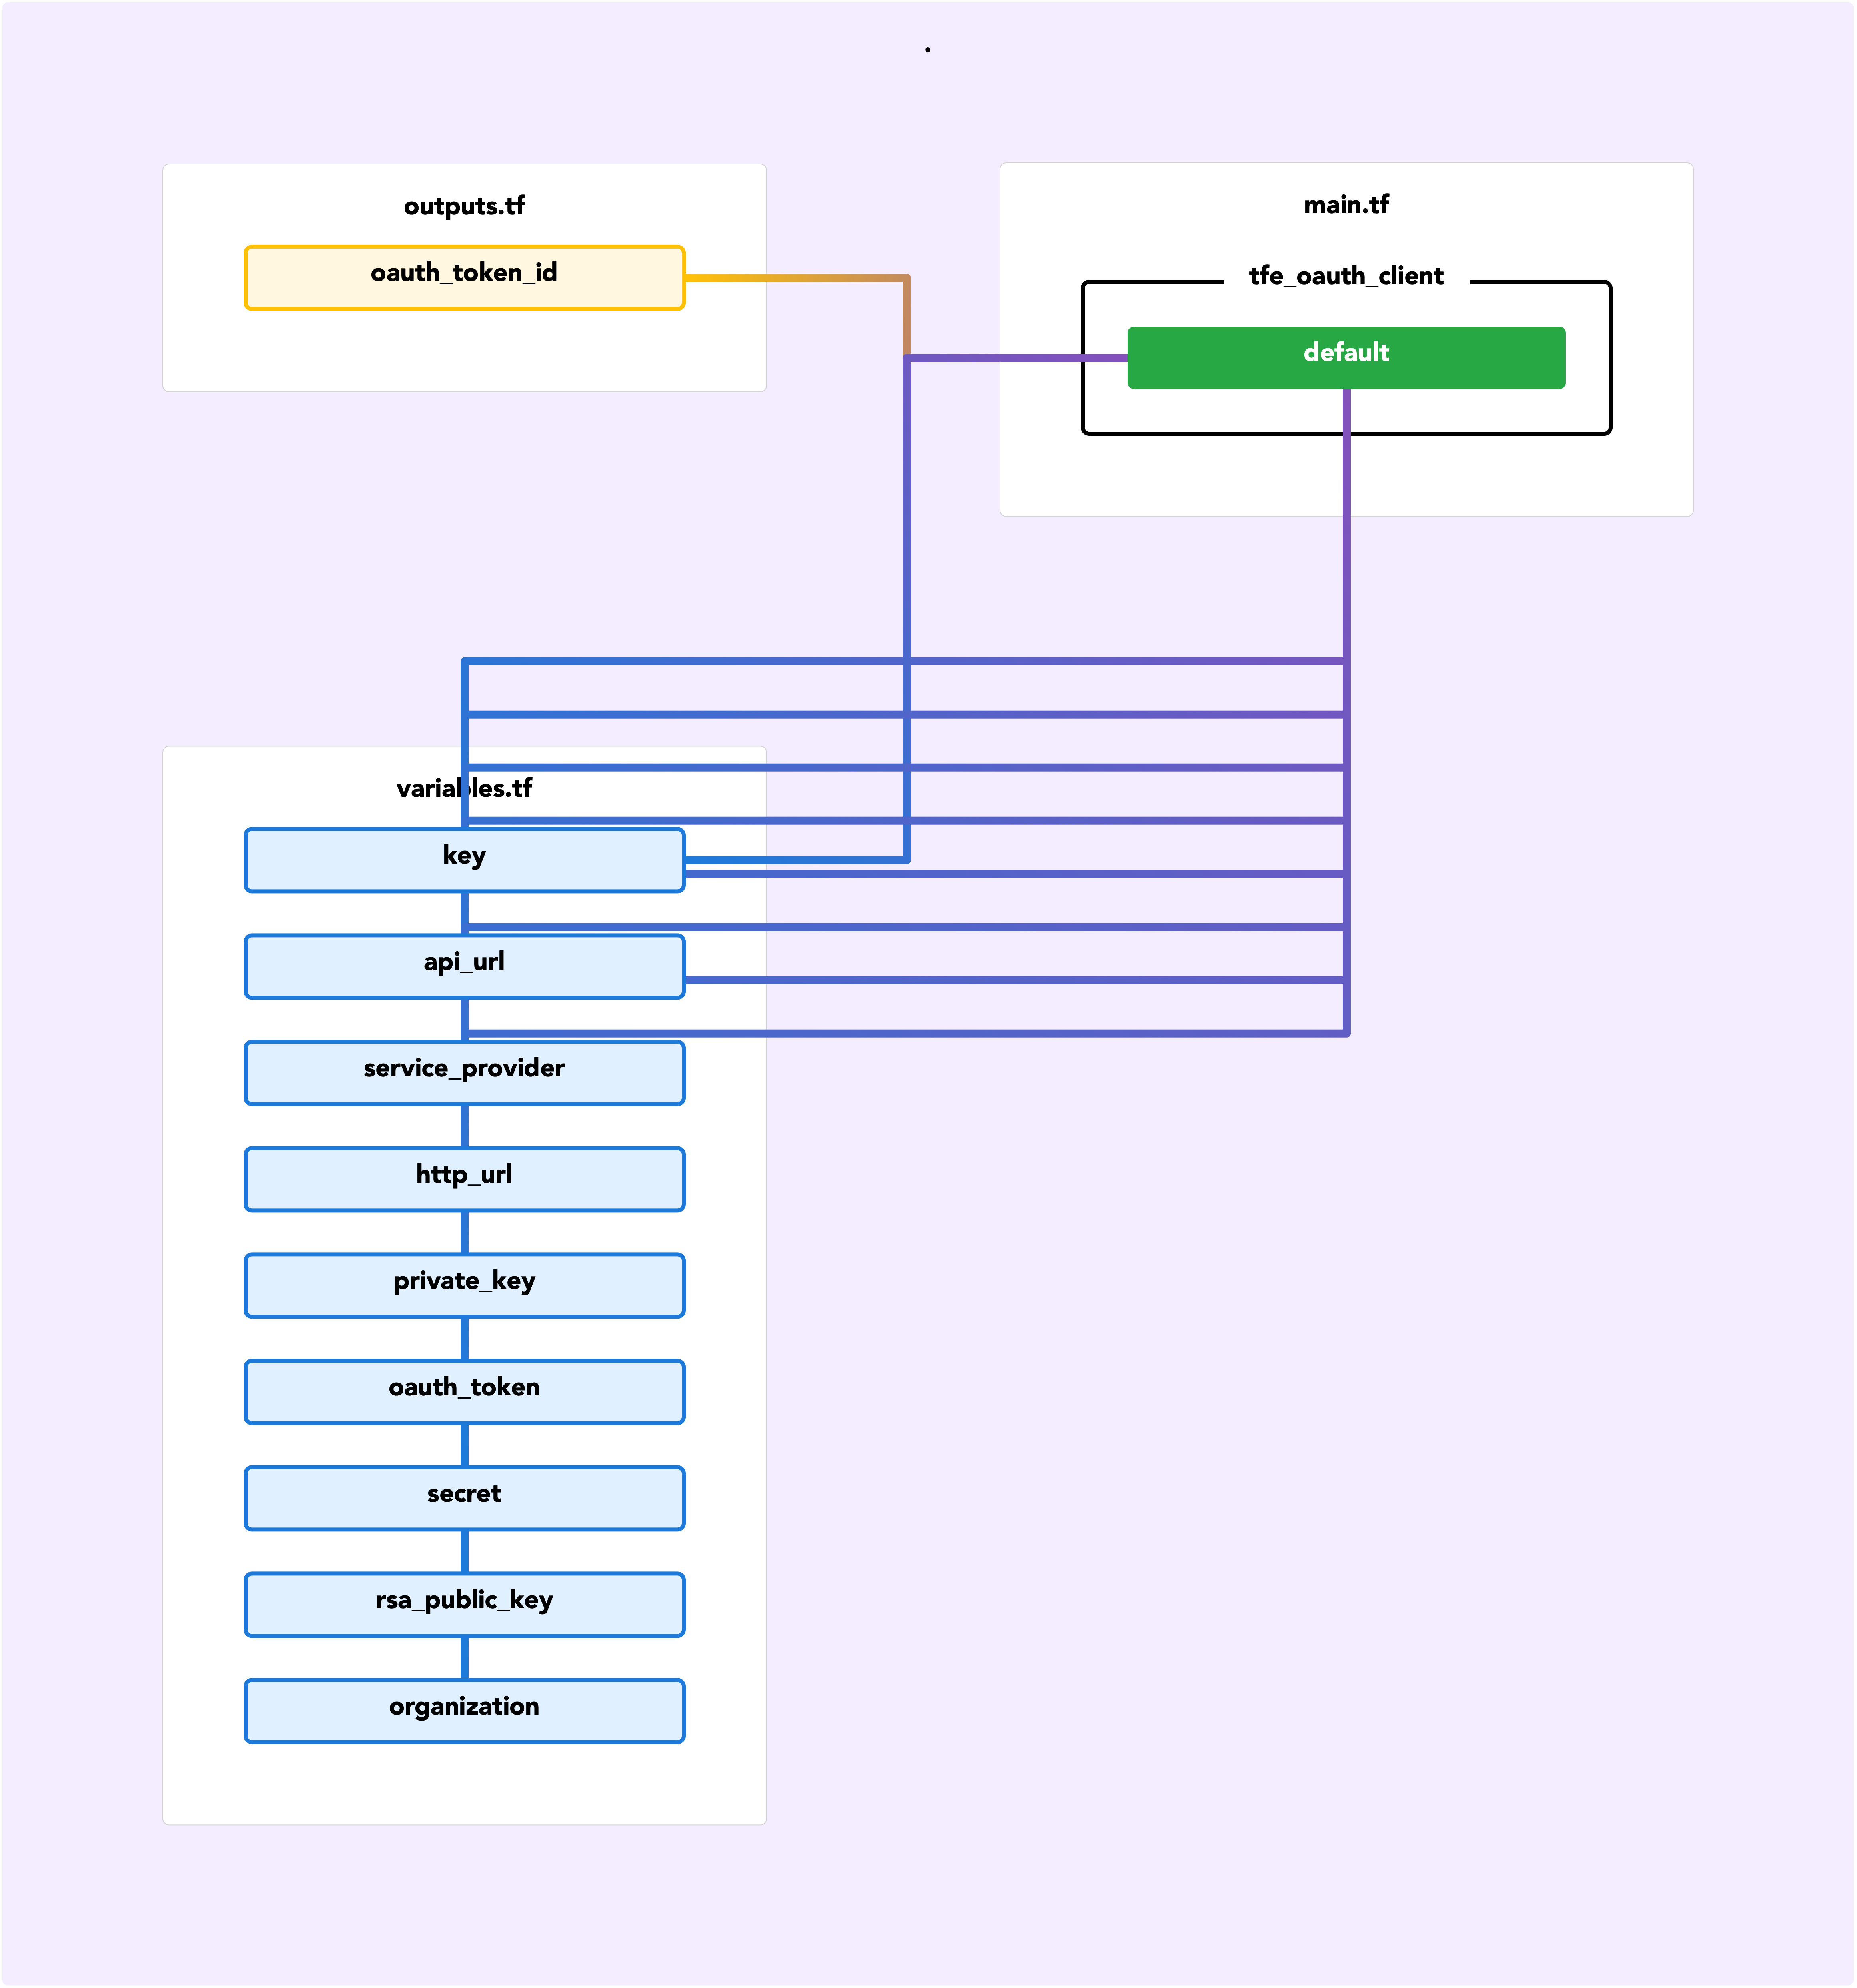 .
outputs.tf
oauth_token_id
main.tf
tfe_oauth_client
default
variables.tf
key
api_url
service_provider
http_url
private_key
oauth_token
secret
rsa_public_key
organization